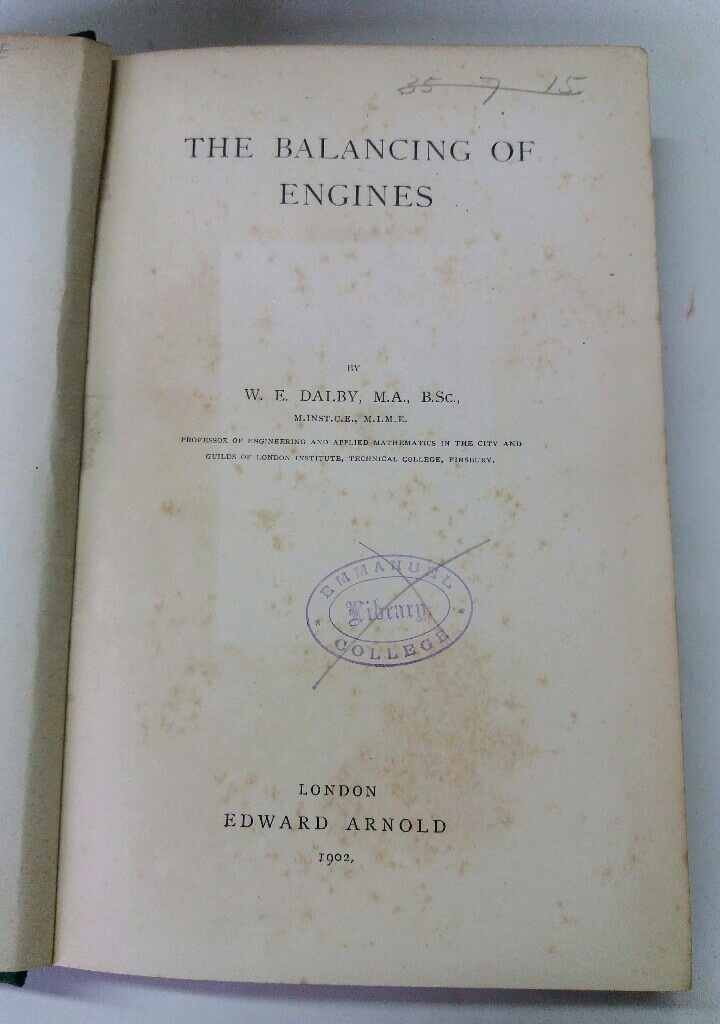 35 7 15
THE BALANCING OF
ENGINES
BY
W. E. DALBY, M.A., B.Sc.,
M.INST.C.E., M.I.M.E.
PROFESSOR OF ENGINEERING AND APPLIED MATHEMATICS IN THE CITY AND
GUILDS OF LONDON INSTITUTE, TECHNICAL COLLEGE, FINSBURY.
EMMANUEL
Library
COLLEGE
LONDON
EDWARD ARNOLD
1902,